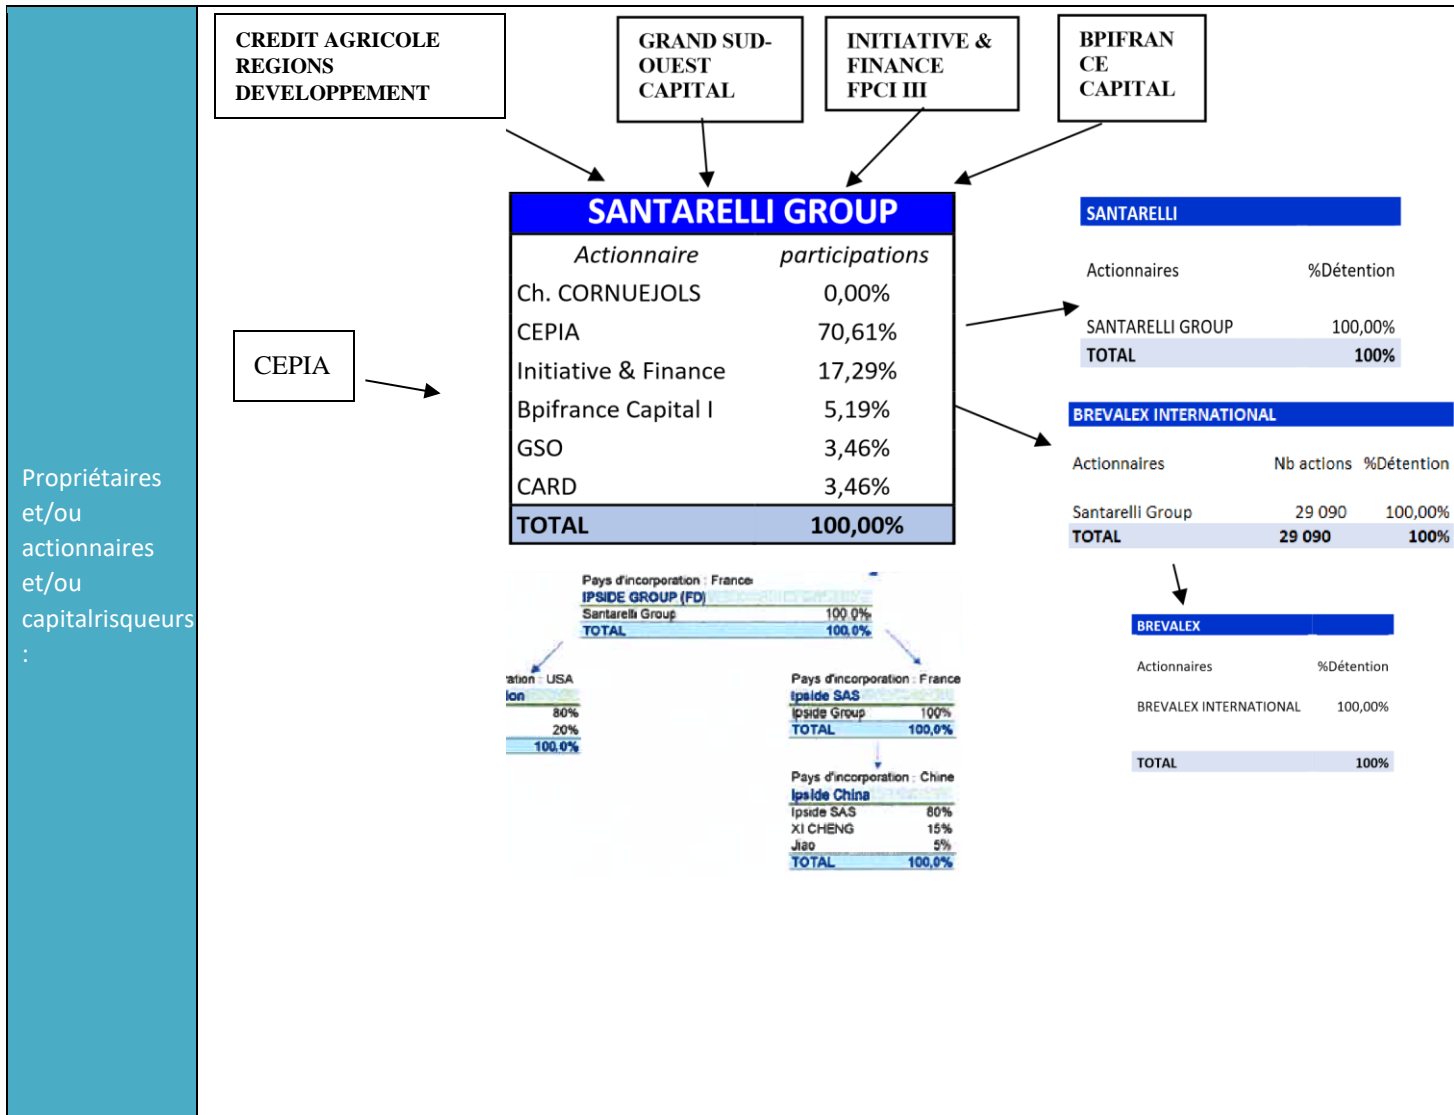 Propriétaires
et/ou
actionnaires
et/ou
capitalrisqueurs
:
CREDIT AGRICOLE
REGIONS
DEVELOPPEMENT
GRAND SUD-
OUEST
CAPITAL
INITIATIVE &
FINANCE
FPCI III
BPIFRAN
CE
CAPITAL
CEPIA
SANTARELLI GROUP
Actionnaire participations
Ch. CORNUEJOLS 0,00%
CEPIA 70,61%
Initiative & Finance 17,29%
Bpifrance Capital I 5,19%
GSO 3,46%
CARD 3,46%
TOTAL 100,00%
SANTARELLI
Actionnaires %Détention
SANTARELLI GROUP 100,00%
TOTAL 100%
BREVALEX INTERNATIONAL
Actionnaires Nb actions %Détention
Santarelli Group 29 090 100,00%
TOTAL 29 090 100%
BREVALEX
Actionnaires %Détention
BREVALEX INTERNATIONAL 100,00%
TOTAL 100%
Pays d'incorporation : France
IPSIDE GROUP (FD)
Santarelli Group 100.0%
TOTAL 100,0%
ration : USA
ion
80%
20%
100.0%
Pays d'incorporation : France
Ipside SAS
Ipside Group 100%
TOTAL 100,0%
Pays d'incorporation : Chine
Ipside China
Ipside SAS 80%
XI CHENG 15%
Jiao 5%
TOTAL 100,0%